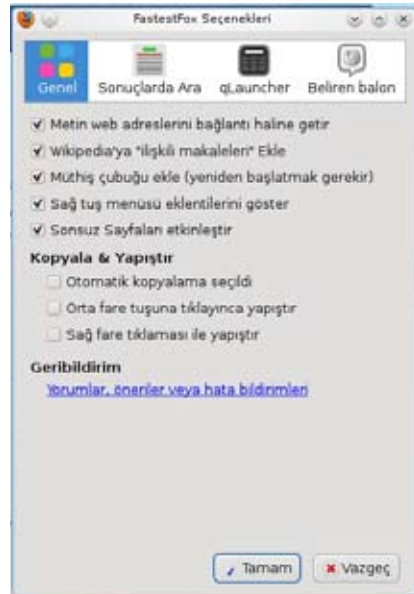 FastestFox Seçenekleri
Genel Sonuçlarda Ara qLauncher Beliren balon
Metin web adreslerini bağlantı haline getir
Wikipedia'ya "ilişkili makaleleri" Ekle
Müthiş çubuğu ekle (yeniden başlatmak gerekir)
Sağ tuş menüsü eklentilerini göster
Sonsuz Sayfaları etkinleştir
Kopyala & Yapıştır
Otomatik kopyalama seçildi
Orta fare tuşuna tıklayınca yapıştır
Sağ fare tıklaması ile yapıştır
Geribildirim
Yorumlar, öneriler veya hata bildirimleri
Tamam Vazgeç